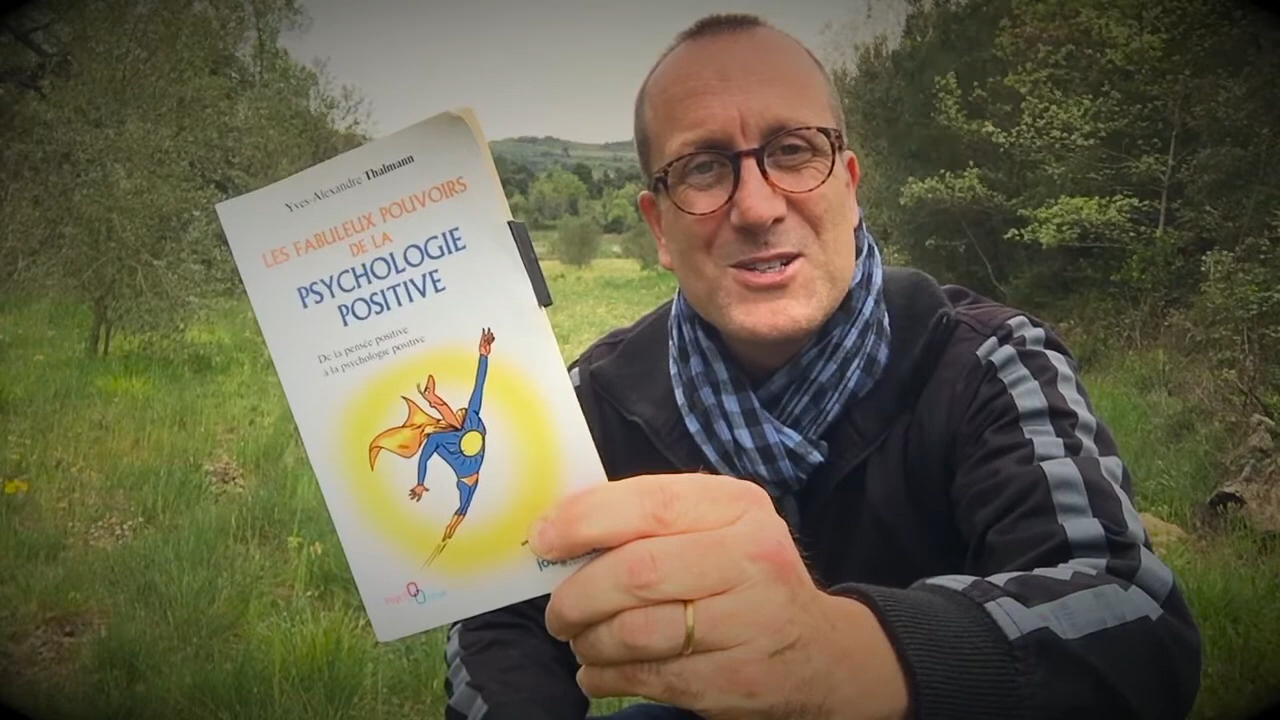 Yves-Alexandre Thalmann
LES FABULEUX POUVOIRS
DE LA
PSYCHOLOGIE
POSITIVE
De la pensée positive
à la psychologie positive